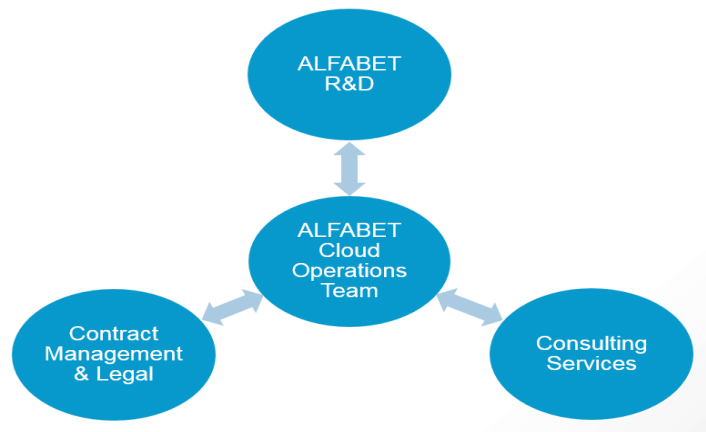 ALFABET
R&D
ALFABET
Cloud
Operations
Team
Contract
Management
& Legal
Consulting
Services